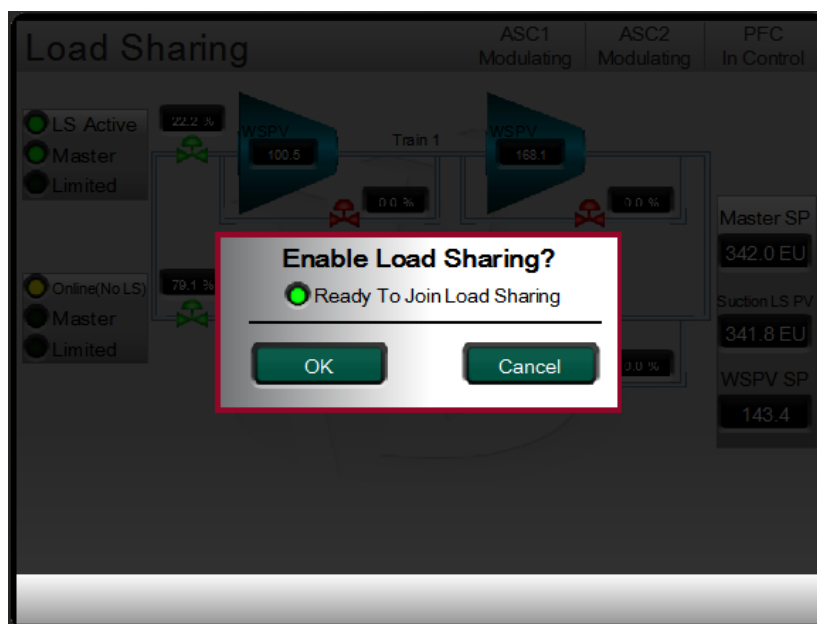 Load Sharing
ASC1
Modulating
ASC2
Modulating
PFC
In Control
LS Active
Master
Limited
22.2 %
WSPV
100.5
Train 1
WSPV
168.1
0.0 %
0.0 %
Master SP
342.0 EU
Suction LS PV
341.8 EU
WSPV SP
143.4
Online(No LS)
Master
Limited
79.1 %
Enable Load Sharing?
Ready To Join Load Sharing
OK
Cancel